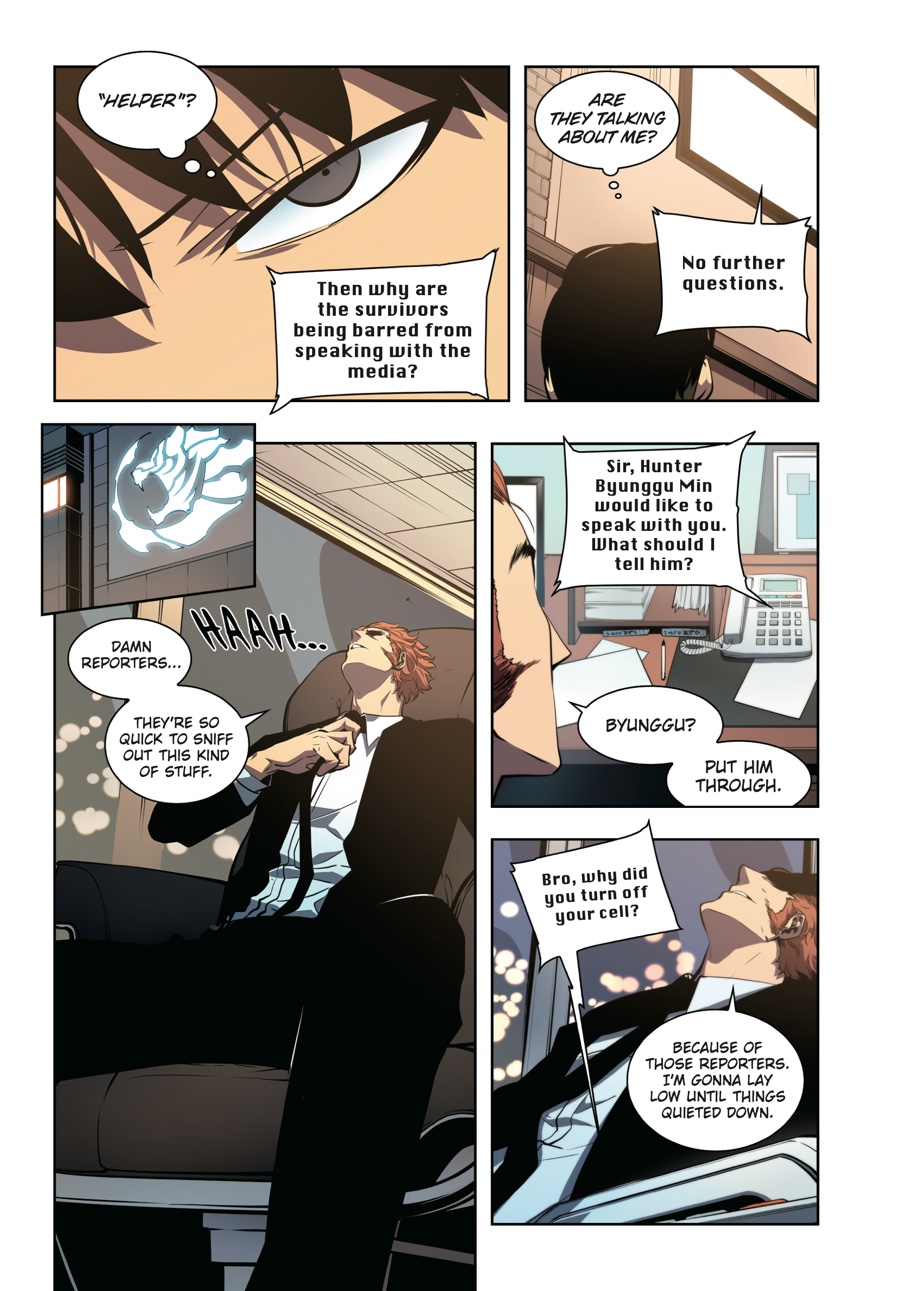 "HELPER"?
Then why are
the survivors
being barred from
speaking with the
media?
ARE
THEY TALKING
ABOUT ME?
No further
questions.
HAAH...
DAMN
REPORTERS...
THEY'RE SO
QUICK TO SNIFF
OUT THIS KIND
OF STUFF.
Sir, Hunter
Byunggu Min
would like to
speak with you.
What should I
tell him?
BYUNGGU?
PUT HIM
THROUGH.
Bro, why did
you turn off
your cell?
BECAUSE OF
THOSE REPORTERS.
I'M GONNA LAY
LOW UNTIL THINGS
QUIETED DOWN.